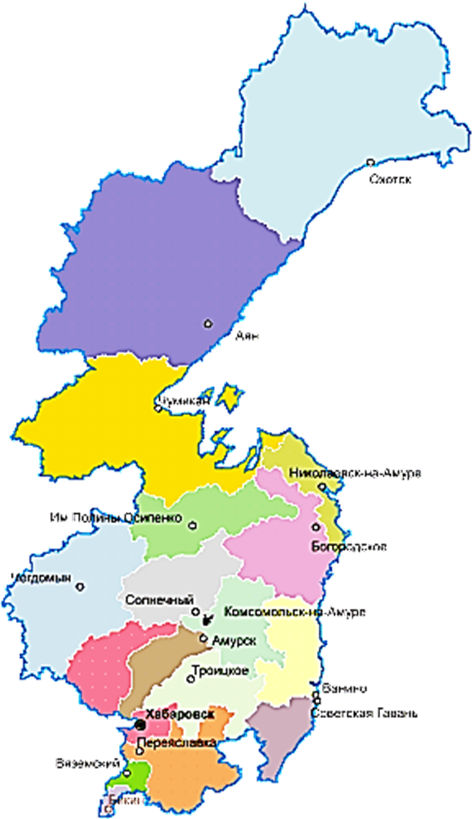 Охотск
Аян
Чумикан
Николаевск-на-Амуре
Им Полины Осипенко
Богородское
Чегдомын
Солнечный
Комсомольск-на-Амуре
Амурск
Троицкое
Ванино
Советская Гавань
Хабаровск
Переяславка
Вяземский
Бикин